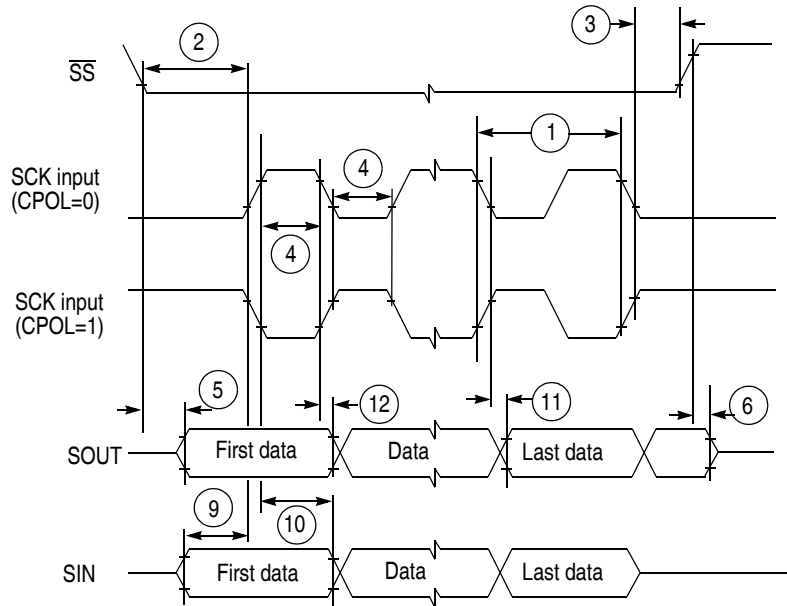 2
3
SS
1
SCK input
(CPOL=0)
4
4
SCK input
(CPOL=1)
5
12
11
6
SOUT
First data
Data
Last data
9
10
SIN
First data
Data
Last data